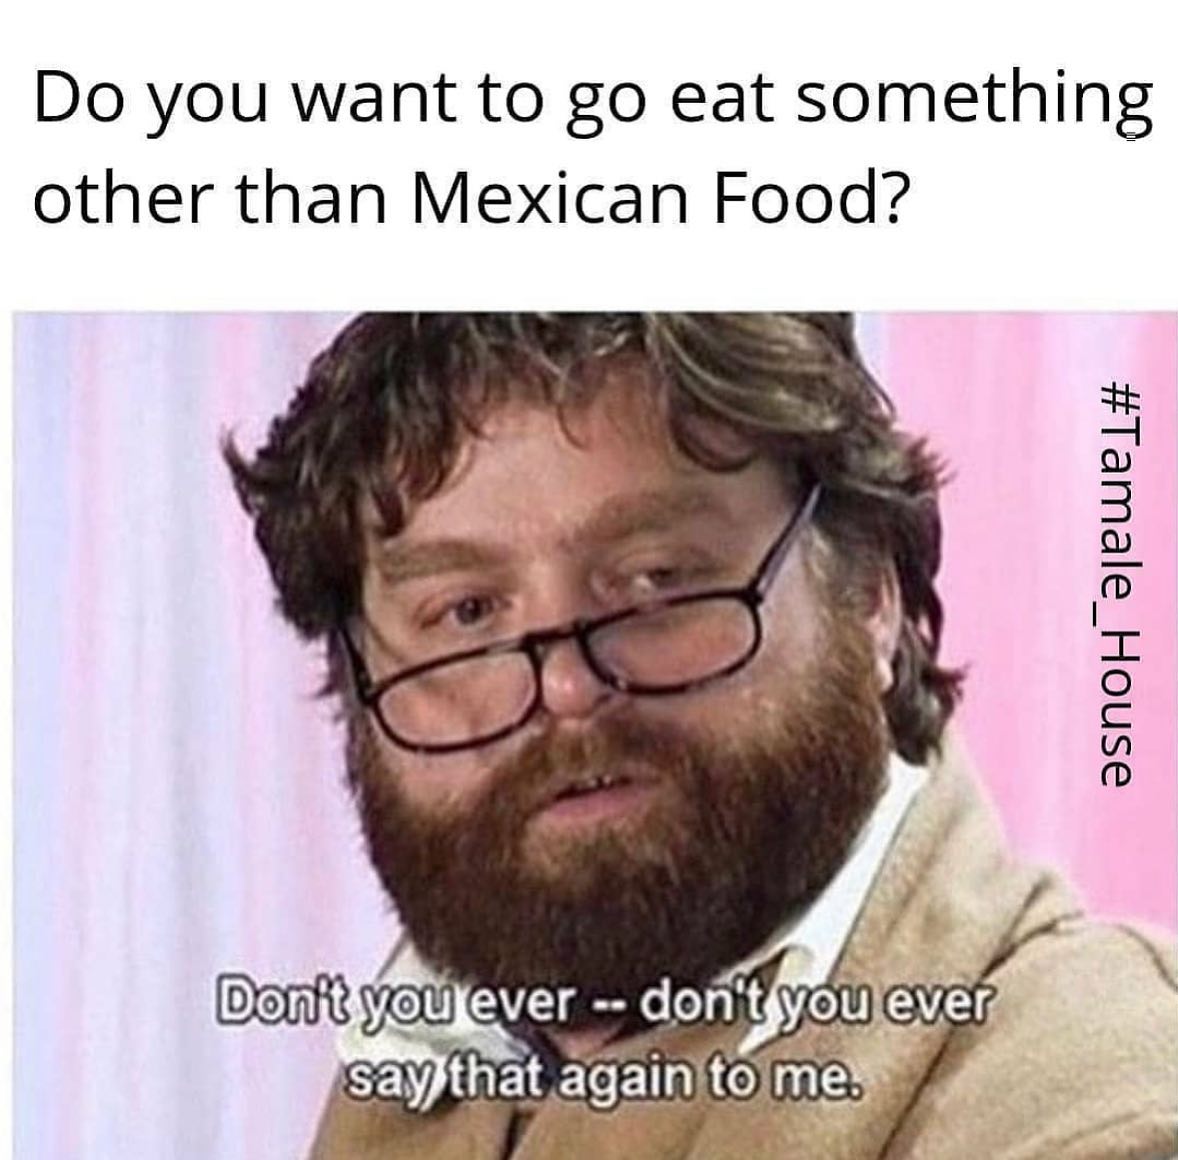 Do you want to go eat something
other than Mexican Food?
#Tamale_House
Don't you ever -- don't you ever
say that again to me.